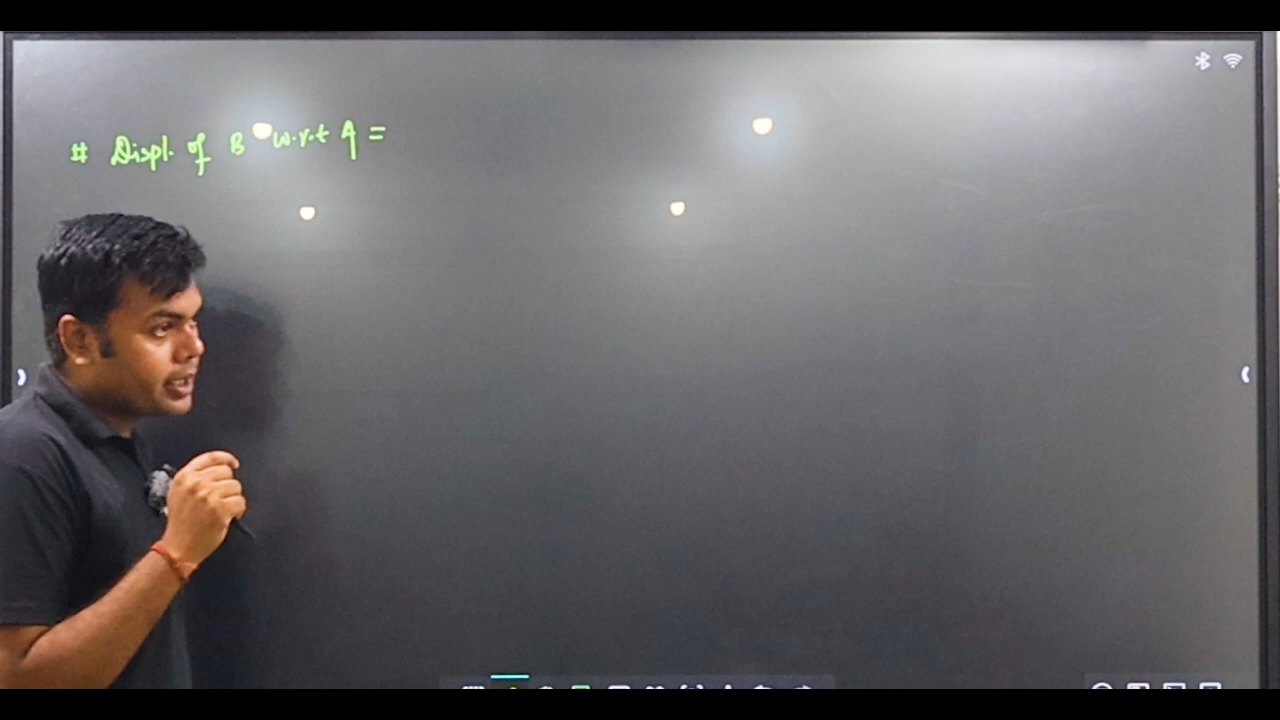 # Displ. of B w.r.t A =